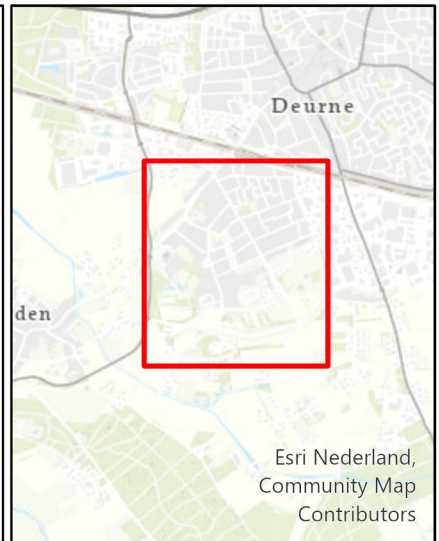 Deurne
den
Esri Nederland,
Community Map
Contributors